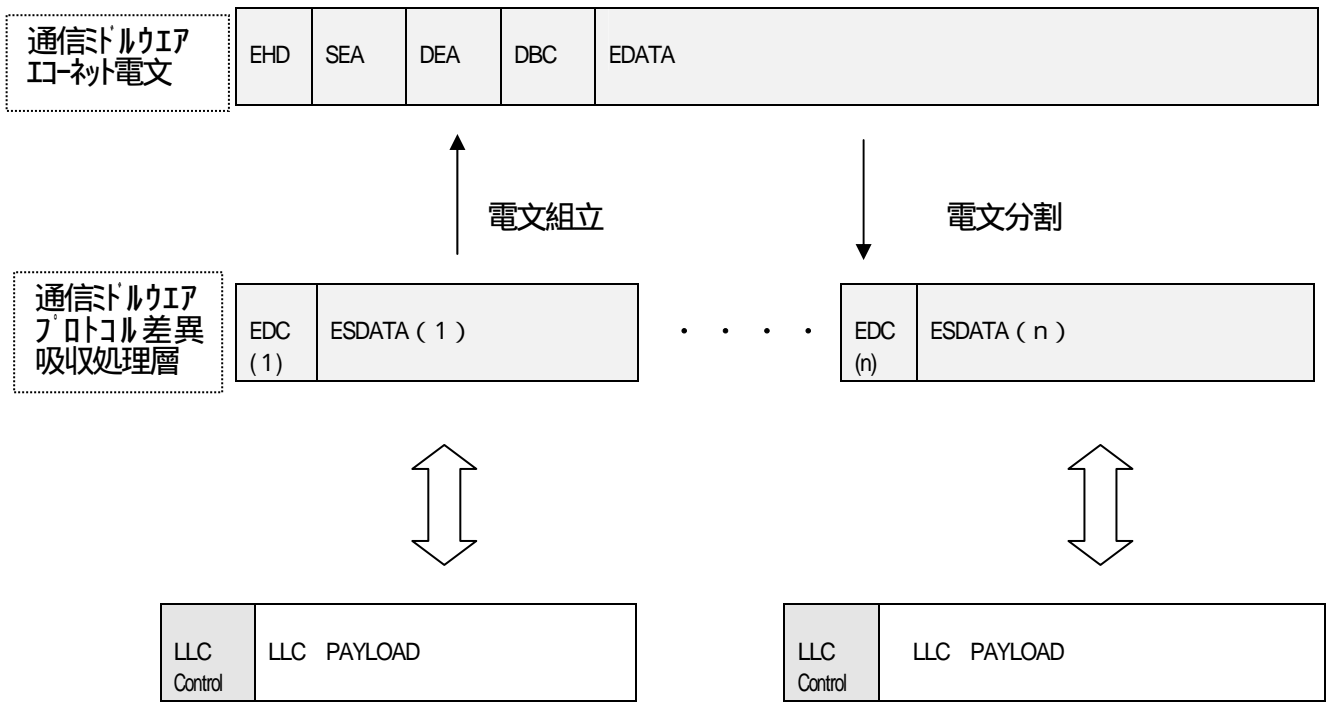 通信ﾐﾄﾞﾙｳｴｱ
ｴｺｰﾈｯﾄ電文
EHD
SEA
DEA
DBC
EDATA
電文組立
電文分割
通信ﾐﾄﾞﾙｳｴｱ
ﾌﾟﾛﾄｺﾙ差異
吸収処理層
EDC
(1)
ESDATA（1）
・・・・
EDC
(n)
ESDATA（n）
LLC
Control
LLC PAYLOAD
LLC
Control
LLC PAYLOAD